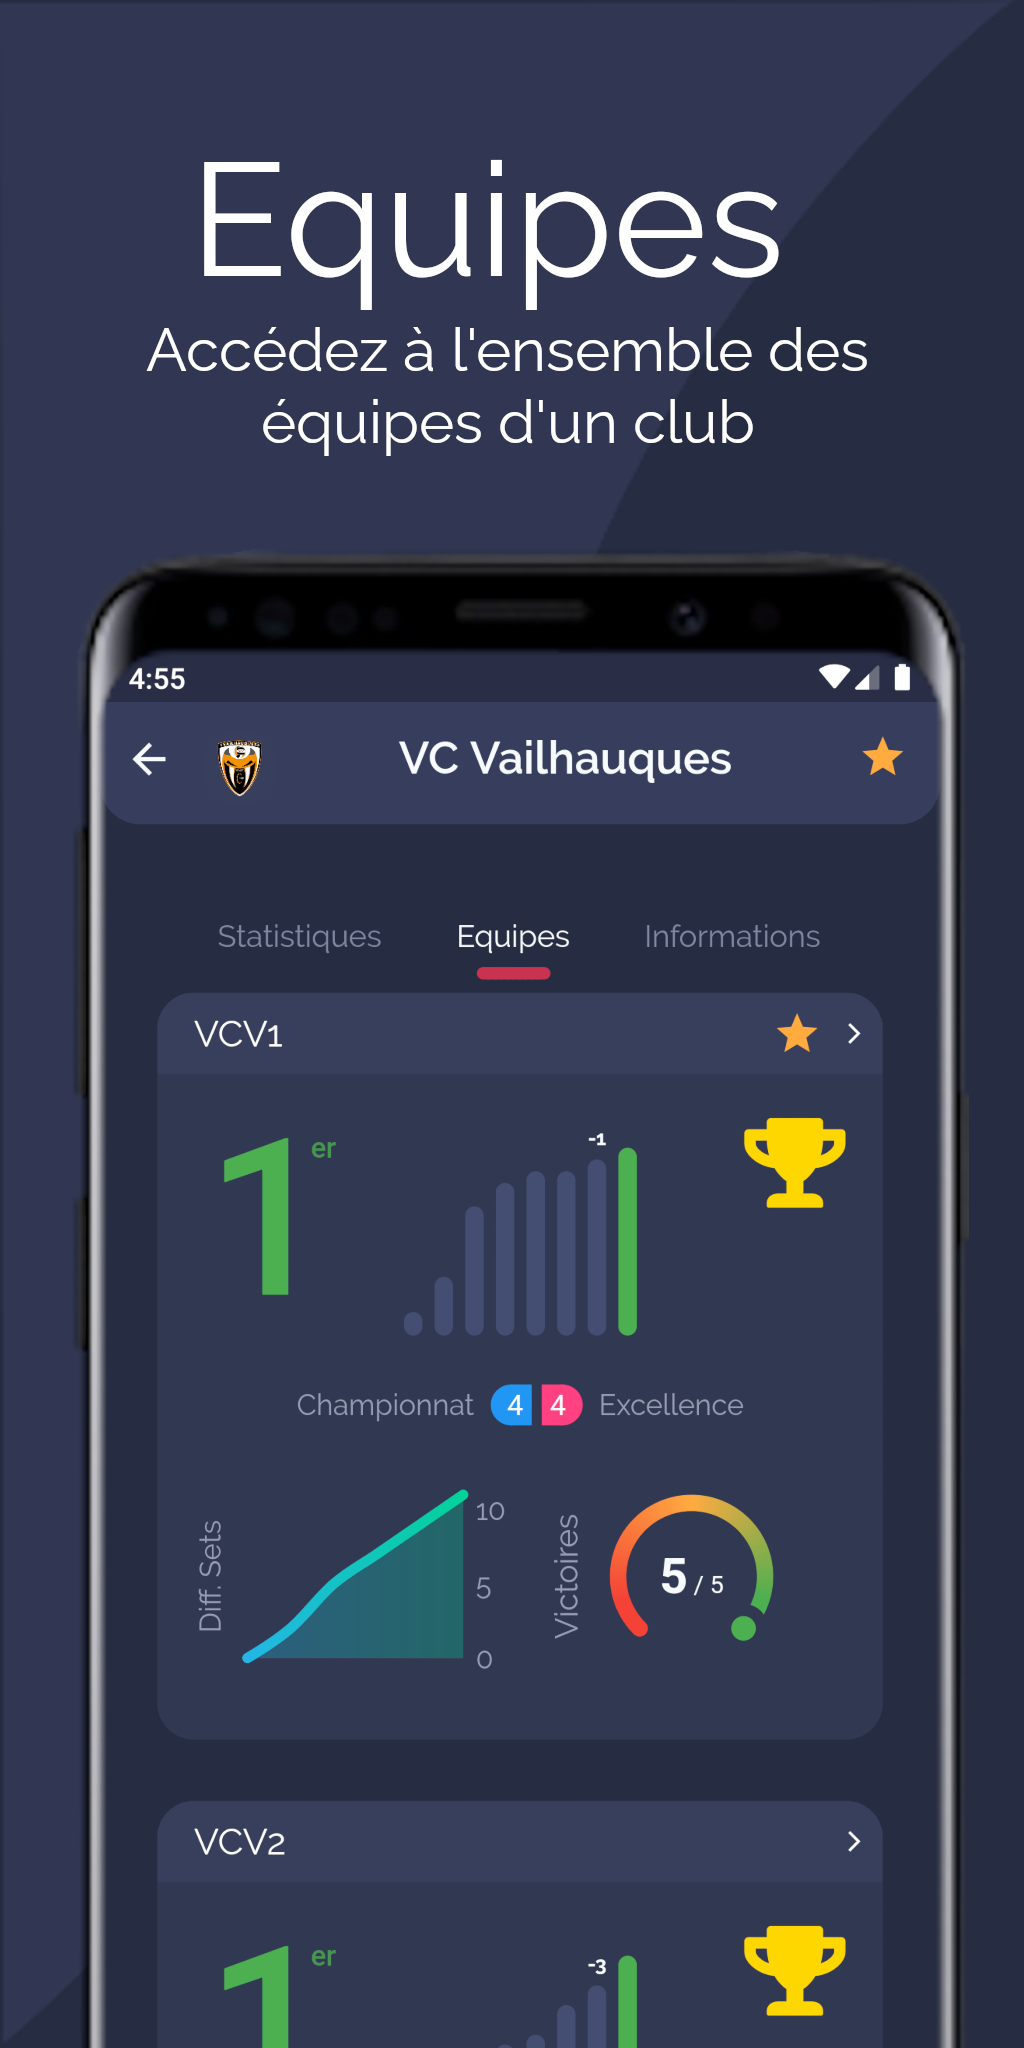 Equipes
Accédez à l'ensemble des
équipes d'un club
4:55
VC Vailhauques
Statistiques Equipes Informations
VCV1
1er
-1
Championnat 4 4 Excellence
Diff. Sets
10
5
0
Victoires
5 / 5
VCV2
1er
-3